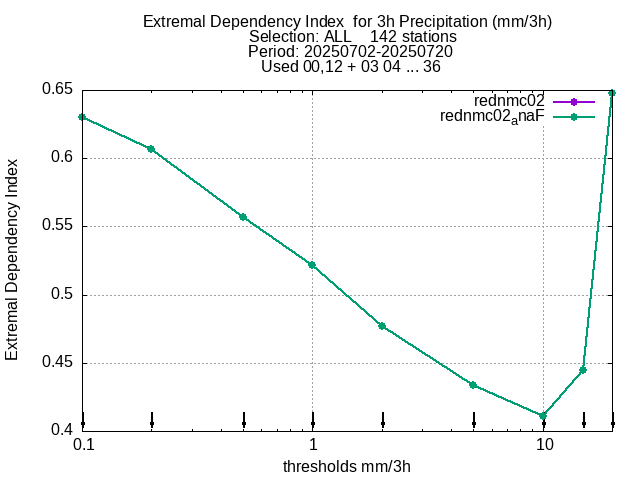 Extremal Dependency Index  for 3h Precipitation (mm/3h)
Selection: ALL    142 stations
Period: 20250702-20250720
Used 00,12 + 03 04 ... 36
rednmc02
rednmc02anaF
Extremal Dependency Index
0.65
0.6
0.55
0.5
0.45
0.4
0.1 1 10
thresholds mm/3h